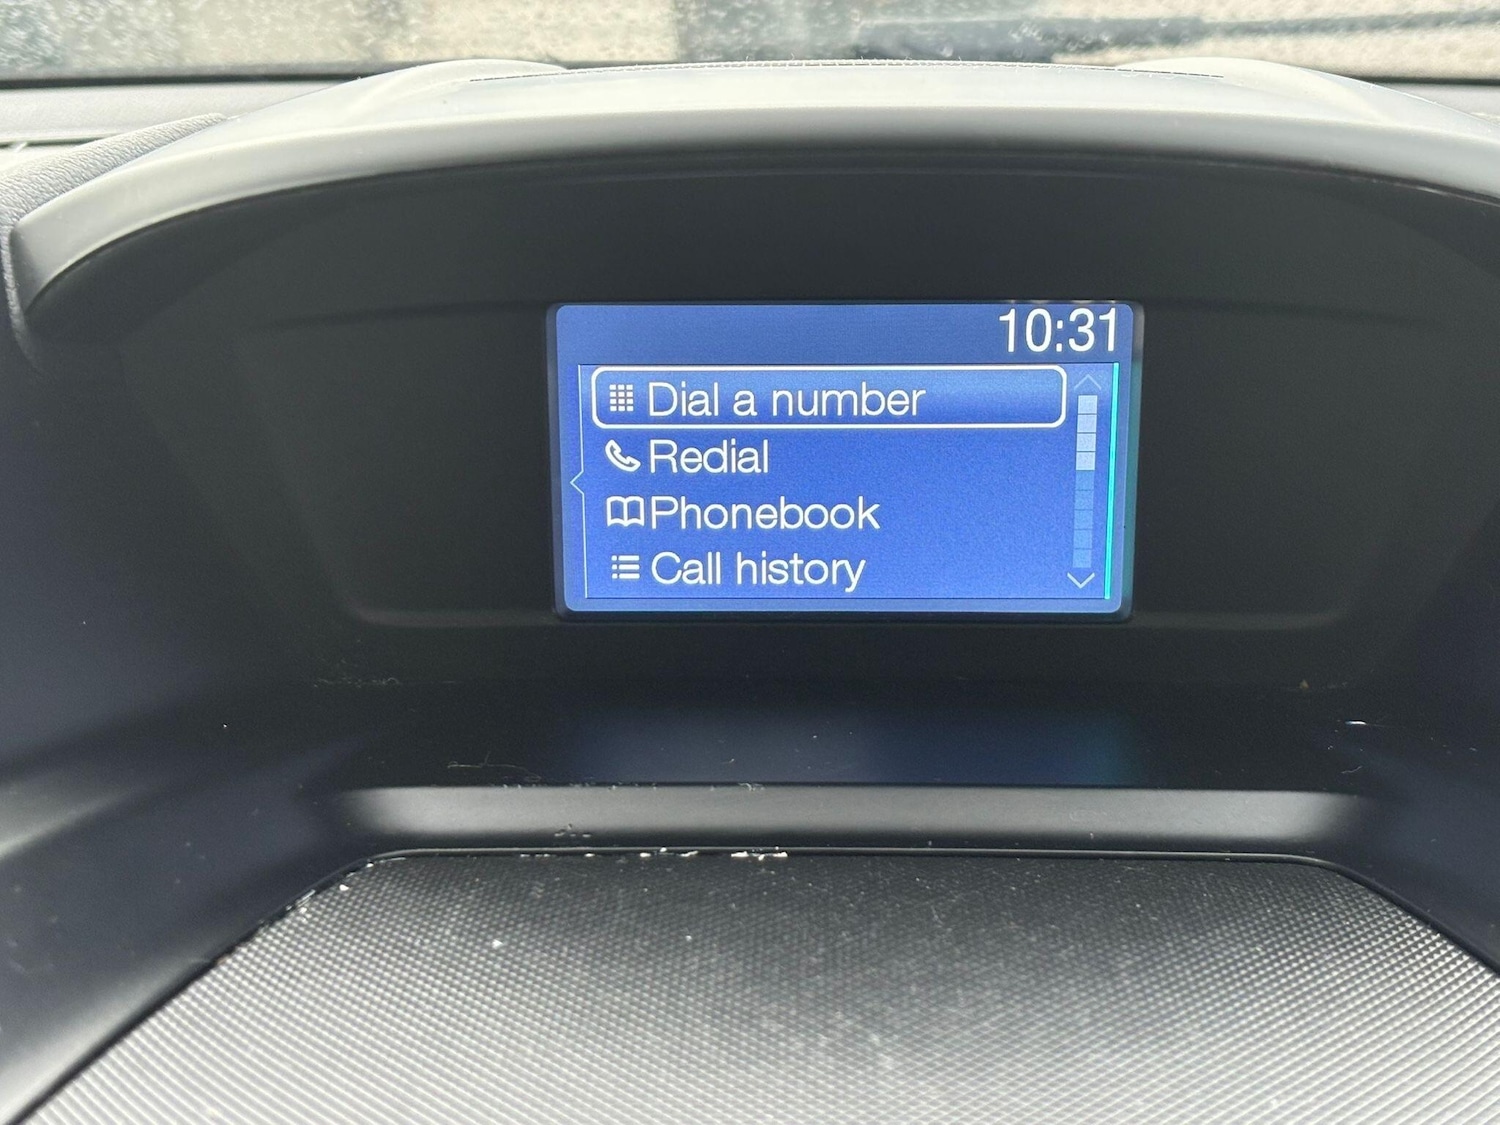 10:31
Dial a number
Redial
Phonebook
Call history